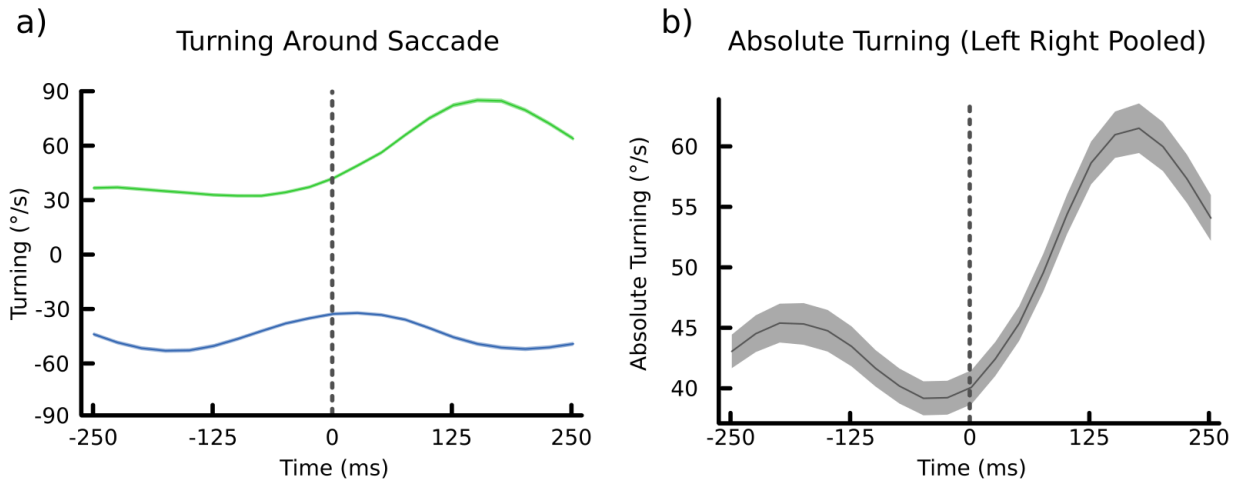 a)
Turning Around Saccade
Turning (°/s)
90
60
30
0
-30
-60
-90
-250 -125 0 125 250
Time (ms)
b)
Absolute Turning (Left Right Pooled)
Absolute Turning (°/s)
60
55
50
45
40
-250 -125 0 125 250
Time (ms)